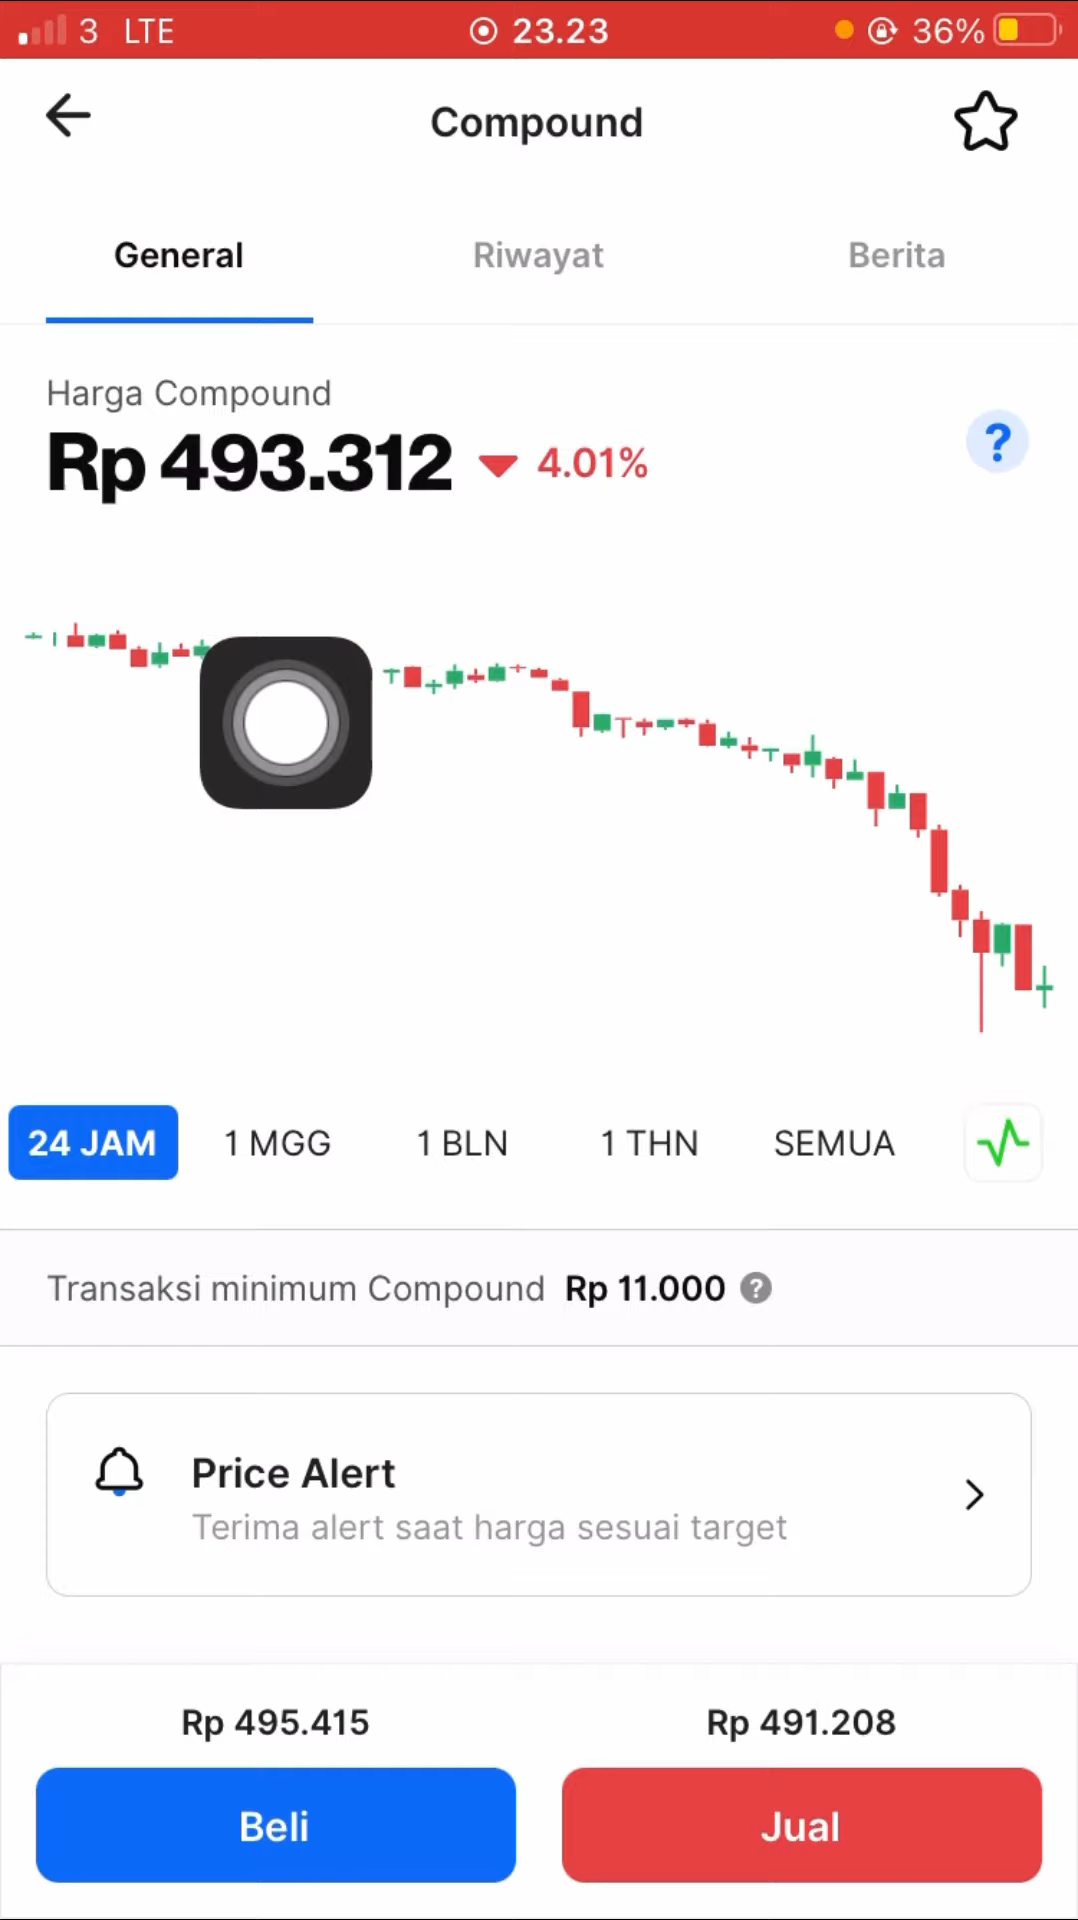 3 LTE 23.23 36%
Compound
General Riwayat Berita
Harga Compound
Rp 493.312 4.01%
?
24 JAM 1 MGG 1 BLN 1 THN SEMUA
Transaksi minimum Compound Rp 11.000 ?
Price Alert
Terima alert saat harga sesuai target
Rp 495.415 Rp 491.208
Beli Jual